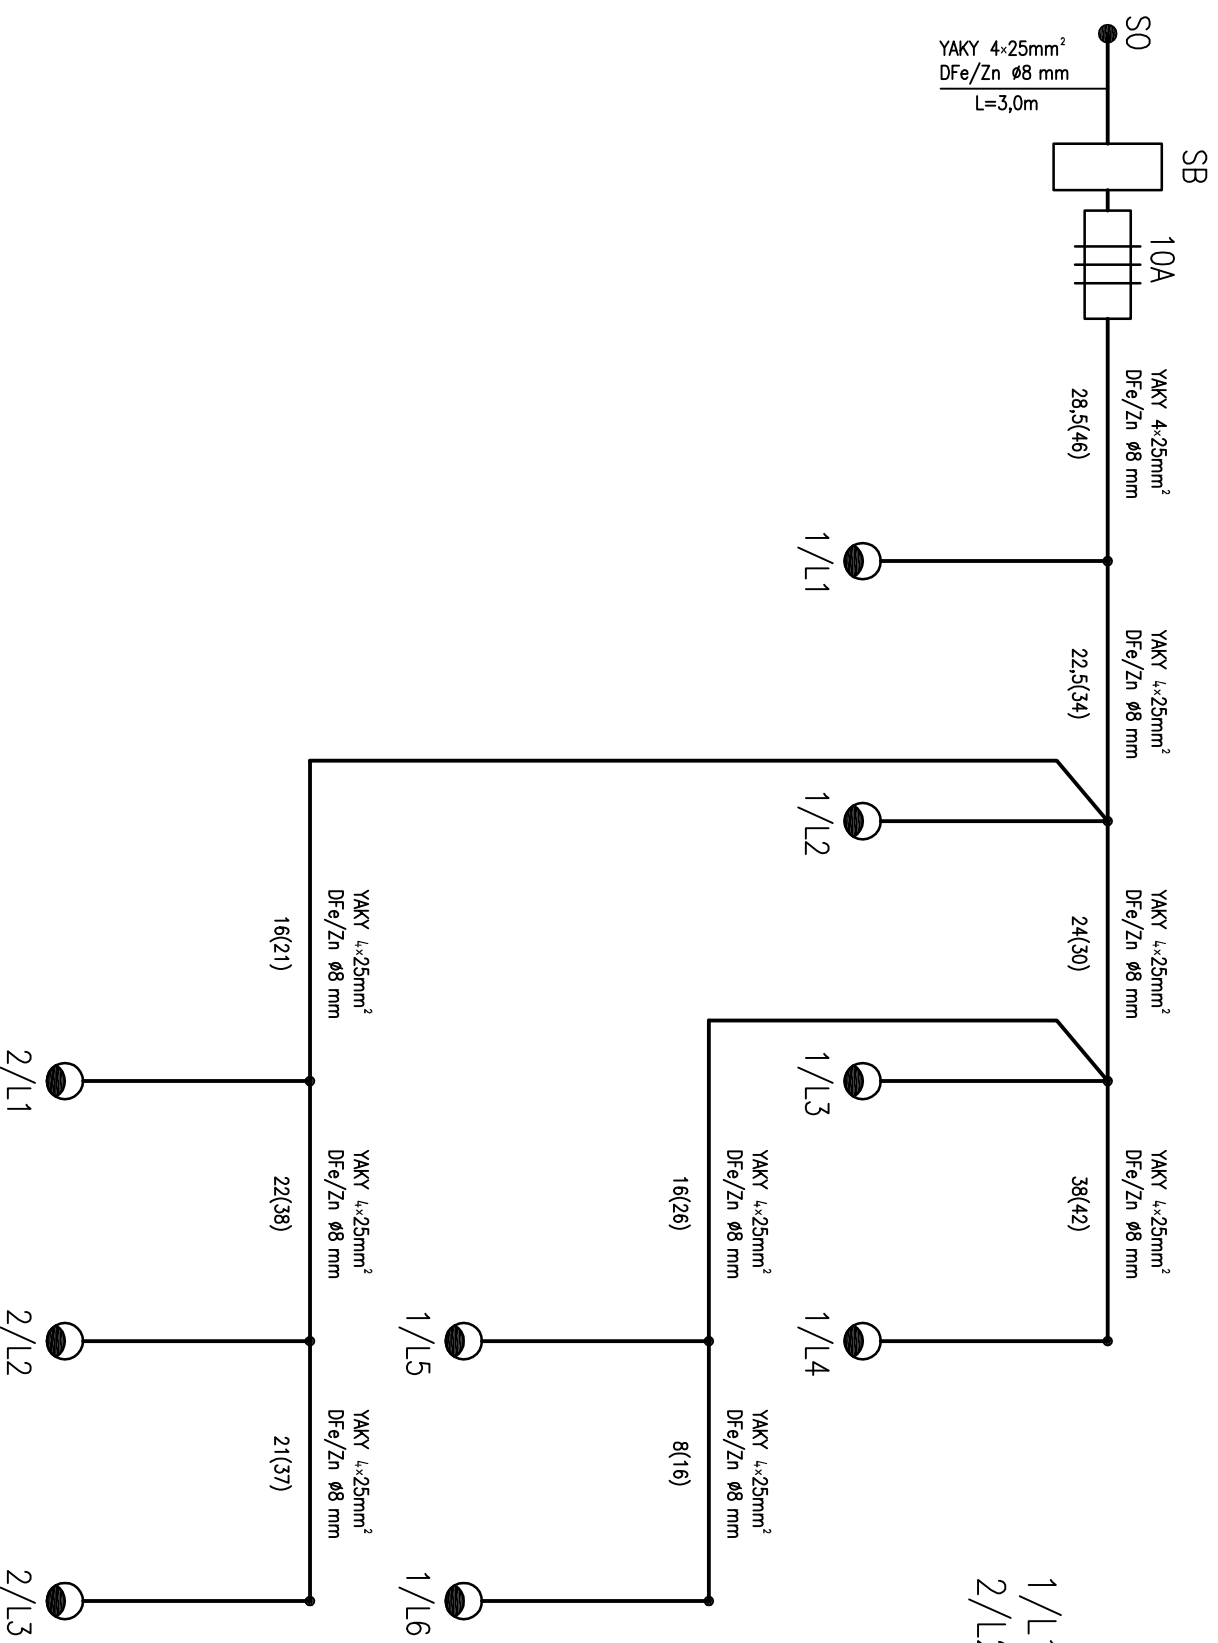 SO
YAKY 4×25mm²
DFe/Zn ø8 mm
L=3,0m
SB
10A
YAKY 4×25mm²
DFe/Zn ø8 mm
28,5(46)
1/L1
YAKY 4×25mm²
DFe/Zn ø8 mm
22,5(34)
1/L2
YAKY 4×25mm²
DFe/Zn ø8 mm
24(30)
1/L3
YAKY 4×25mm²
DFe/Zn ø8 mm
38(42)
1/L4
YAKY 4×25mm²
DFe/Zn ø8 mm
16(26)
1/L5
YAKY 4×25mm²
DFe/Zn ø8 mm
8(16)
1/L6
YAKY 4×25mm²
DFe/Zn ø8 mm
16(21)
2/L1
YAKY 4×25mm²
DFe/Zn ø8 mm
22(38)
2/L2
YAKY 4×25mm²
DFe/Zn ø8 mm
21(37)
2/L3